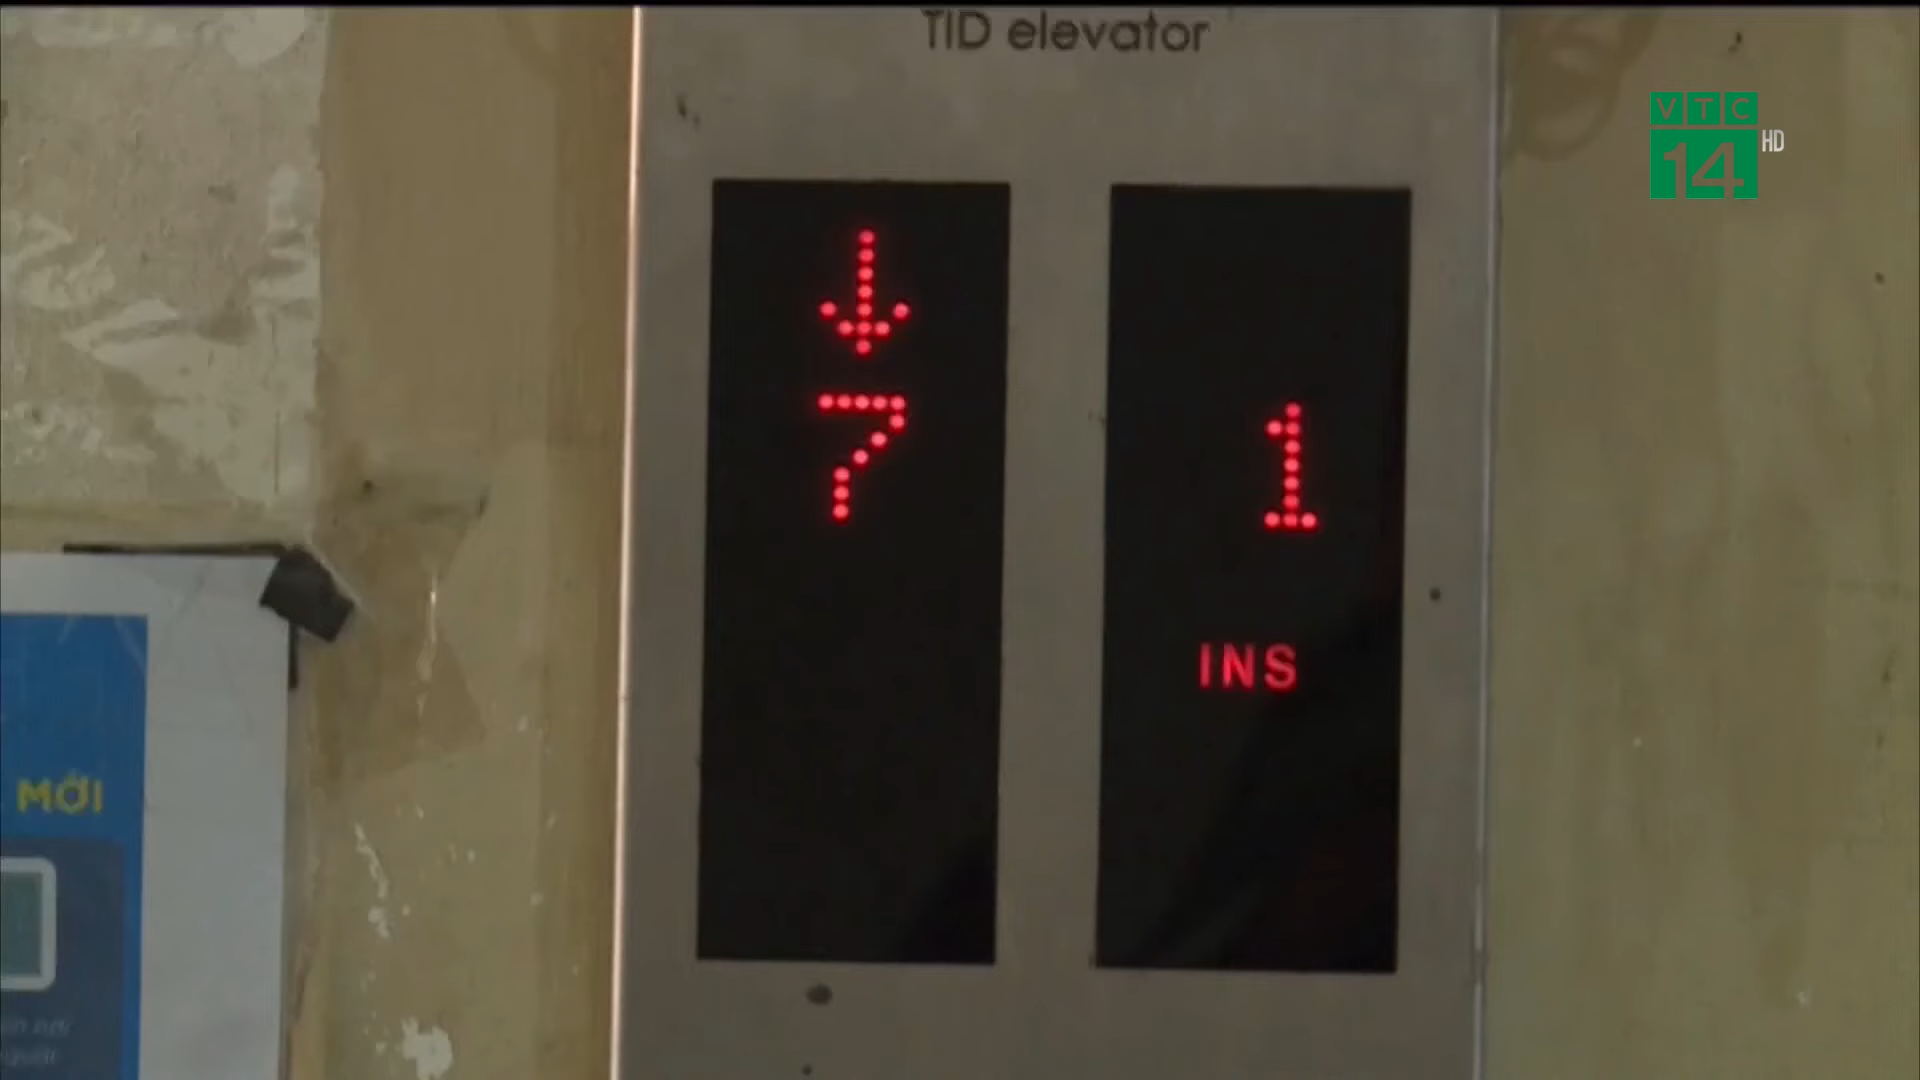 TID elevator
VTC
14 HD
7
1
INS
MỚI